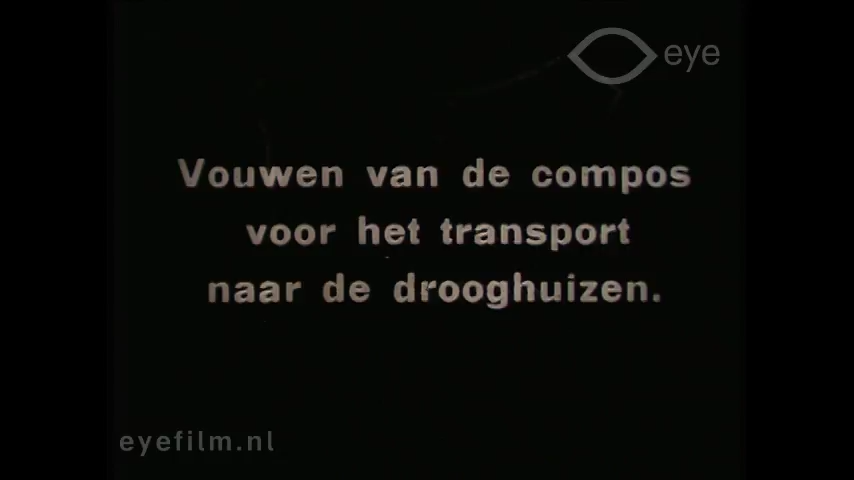 eye
Vouwen van de compos
voor het transport
naar de drooghuizen.
eyefilm.nl